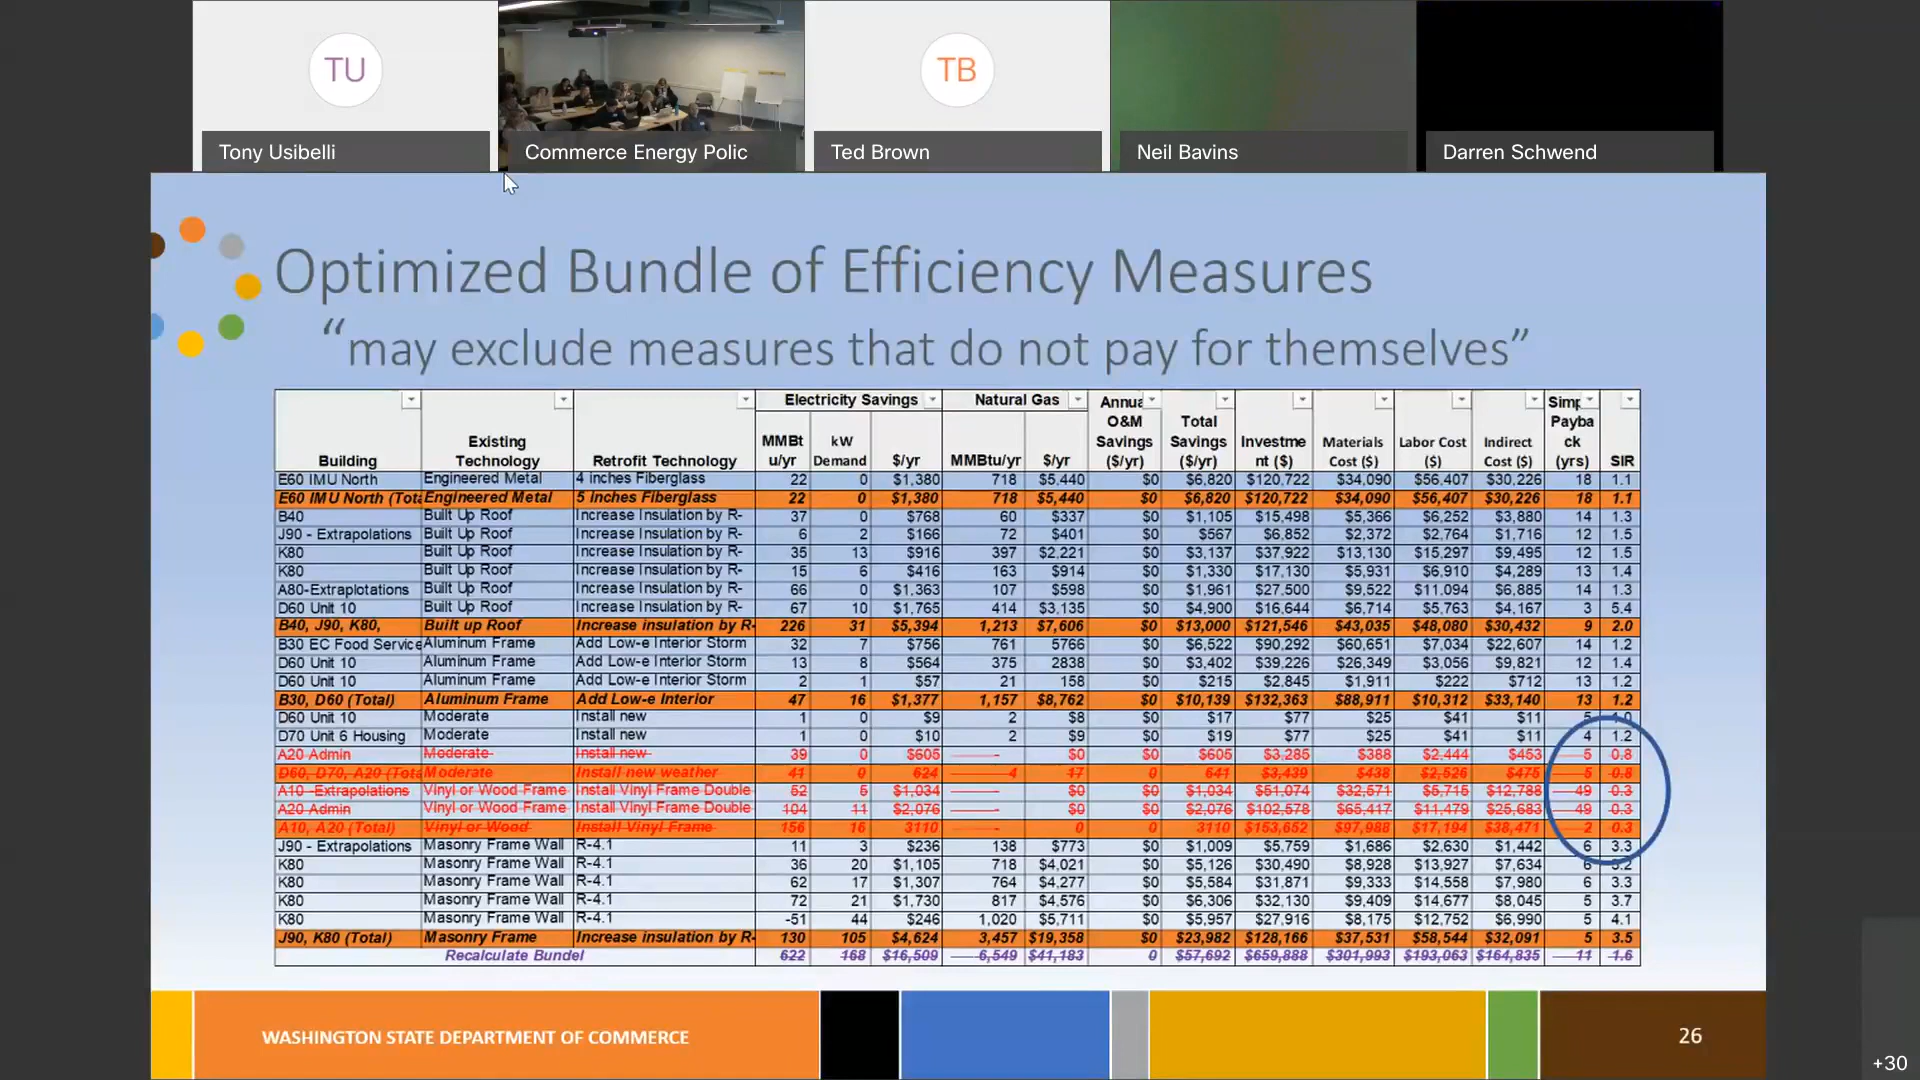 TU
TB
Tony Usibelli
Commerce Energy Polic
Ted Brown
Neil Bavins
Darren Schwend
Optimized Bundle of Efficiency Measures
“may exclude measures that do not pay for themselves”
Building Existing Technology Retrofit Technology Electricity Savings MMBt u/yr kW Demand $/yr Natural Gas MMBtu/yr $/yr Annua O&M Savings ($/yr) Total Savings ($/yr) Investme nt ($) Materials Cost ($) Labor Cost ($) Indirect Cost ($) Simp Payba ck (yrs) SIR
E60 IMU North Engineered Metal 4 inches Fiberglass 22 0 $1,380 718 $5,440 $0 $6,820 $120,722 $34,090 $56,407 $30,226 18 1.1
E60 IMU North (Tota Engineered Metal 5 Inches Fiberglass 22 0 $1,380 718 $5,440 $0 $6,820 $120,722 $34,090 $56,407 $30,226 18 1.1
B40 Built Up Roof Increase Insulation by R- 37 0 $768 60 $337 $0 $1,105 $15,498 $5,366 $6,252 $3,880 14 1.3
J90 - Extrapolations Built Up Roof Increase Insulation by R- 6 2 $166 72 $401 $0 $567 $6,852 $2,372 $2,764 $1,716 12 1.5
K80 Built Up Roof Increase Insulation by R- 35 13 $916 397 $2,221 $0 $3,137 $37,922 $13,130 $15,297 $9,495 12 1.5
K80 Built Up Roof Increase Insulation by R- 15 6 $416 163 $914 $0 $1,330 $17,130 $5,931 $6,910 $4,289 13 1.4
A80-Extraplotations Built Up Roof Increase Insulation by R- 66 0 $1,363 107 $598 $0 $1,961 $27,500 $9,522 $11,094 $6,885 14 1.3
D60 Unit 10 Built Up Roof Increase Insulation by R- 67 10 $1,765 414 $3,135 $0 $4,900 $16,644 $6,714 $5,763 $4,167 3 5.4
B40, J90, K80, Built up Roof Increase insulation by R- 226 31 $5,394 1,213 $7,606 $0 $13,000 $121,546 $43,035 $48,080 $30,432 9 2.0
B30 EC Food Service Aluminum Frame Add Low-e Interior Storm 32 7 $756 761 5766 $0 $6,522 $90,292 $60,651 $7,034 $22,607 14 1.2
D60 Unit 10 Aluminum Frame Add Low-e Interior Storm 13 8 $564 375 2838 $0 $3,402 $39,226 $26,349 $3,056 $9,821 12 1.4
D60 Unit 10 Aluminum Frame Add Low-e Interior Storm 2 1 $57 21 158 $0 $215 $2,845 $1,911 $222 $712 13 1.2
B30, D60 (Total) Aluminum Frame Add Low-e Interior 47 16 $1,377 1,157 $8,762 $0 $10,139 $132,363 $88,911 $10,312 $33,140 13 1.2
D60 Unit 10 Moderate Install new 1 0 $9 2 $8 $0 $17 $77 $25 $41 $11 5 1.0
D70 Unit 6 Housing Moderate Install new 1 0 $10 2 $9 $0 $19 $77 $25 $41 $11 4 1.2
A20 Admin Moderate Install new 39 0 $605 - $0 $0 $605 $3,285 $388 $2,444 $453 5 0.8
D60, D70, A20 (Tota Moderate Install new weather 41 0 624 4 17 0 641 $3,439 $438 $2,526 $475 5 0.8
A10 -Extrapolations Vinyl or Wood Frame Install Vinyl Frame Double 52 5 $1,034 - $0 $0 $1,034 $51,074 $32,571 $5,715 $12,788 49 0.3
A20 Admin Vinyl or Wood Frame Install Vinyl Frame Double 104 11 $2,076 - $0 $0 $2,076 $102,578 $65,417 $11,479 $25,683 49 0.3
A10, A20 (Total) Vinyl or Wood Install Vinyl Frame 156 16 3110 - 0 0 3110 $153,652 $97,988 $17,194 $38,471 2 0.3
J90 - Extrapolations Masonry Frame Wall R-4.1 11 3 $236 138 $773 $0 $1,009 $5,759 $1,686 $2,630 $1,442 6 3.3
K80 Masonry Frame Wall R-4.1 36 20 $1,105 718 $4,021 $0 $5,126 $30,490 $8,928 $13,927 $7,634 6 3.2
K80 Masonry Frame Wall R-4.1 62 17 $1,307 764 $4,277 $0 $5,584 $31,871 $9,333 $14,558 $7,980 6 3.3
K80 Masonry Frame Wall R-4.1 72 21 $1,730 817 $4,576 $0 $6,306 $32,130 $9,409 $14,677 $8,045 5 3.7
K80 Masonry Frame Wall R-4.1 -51 44 $246 1,020 $5,711 $0 $5,957 $27,916 $8,175 $12,752 $6,990 5 4.1
J90, K80 (Total) Masonry Frame Increase insulation by R- 130 105 $4,624 3,457 $19,358 $0 $23,982 $128,166 $37,531 $58,544 $32,091 5 3.5
Recalculate Bundel 622 168 $16,509 6,549 $41,183 0 $57,692 $659,888 $301,993 $193,063 $164,835 11 1.6
WASHINGTON STATE DEPARTMENT OF COMMERCE
26
+30